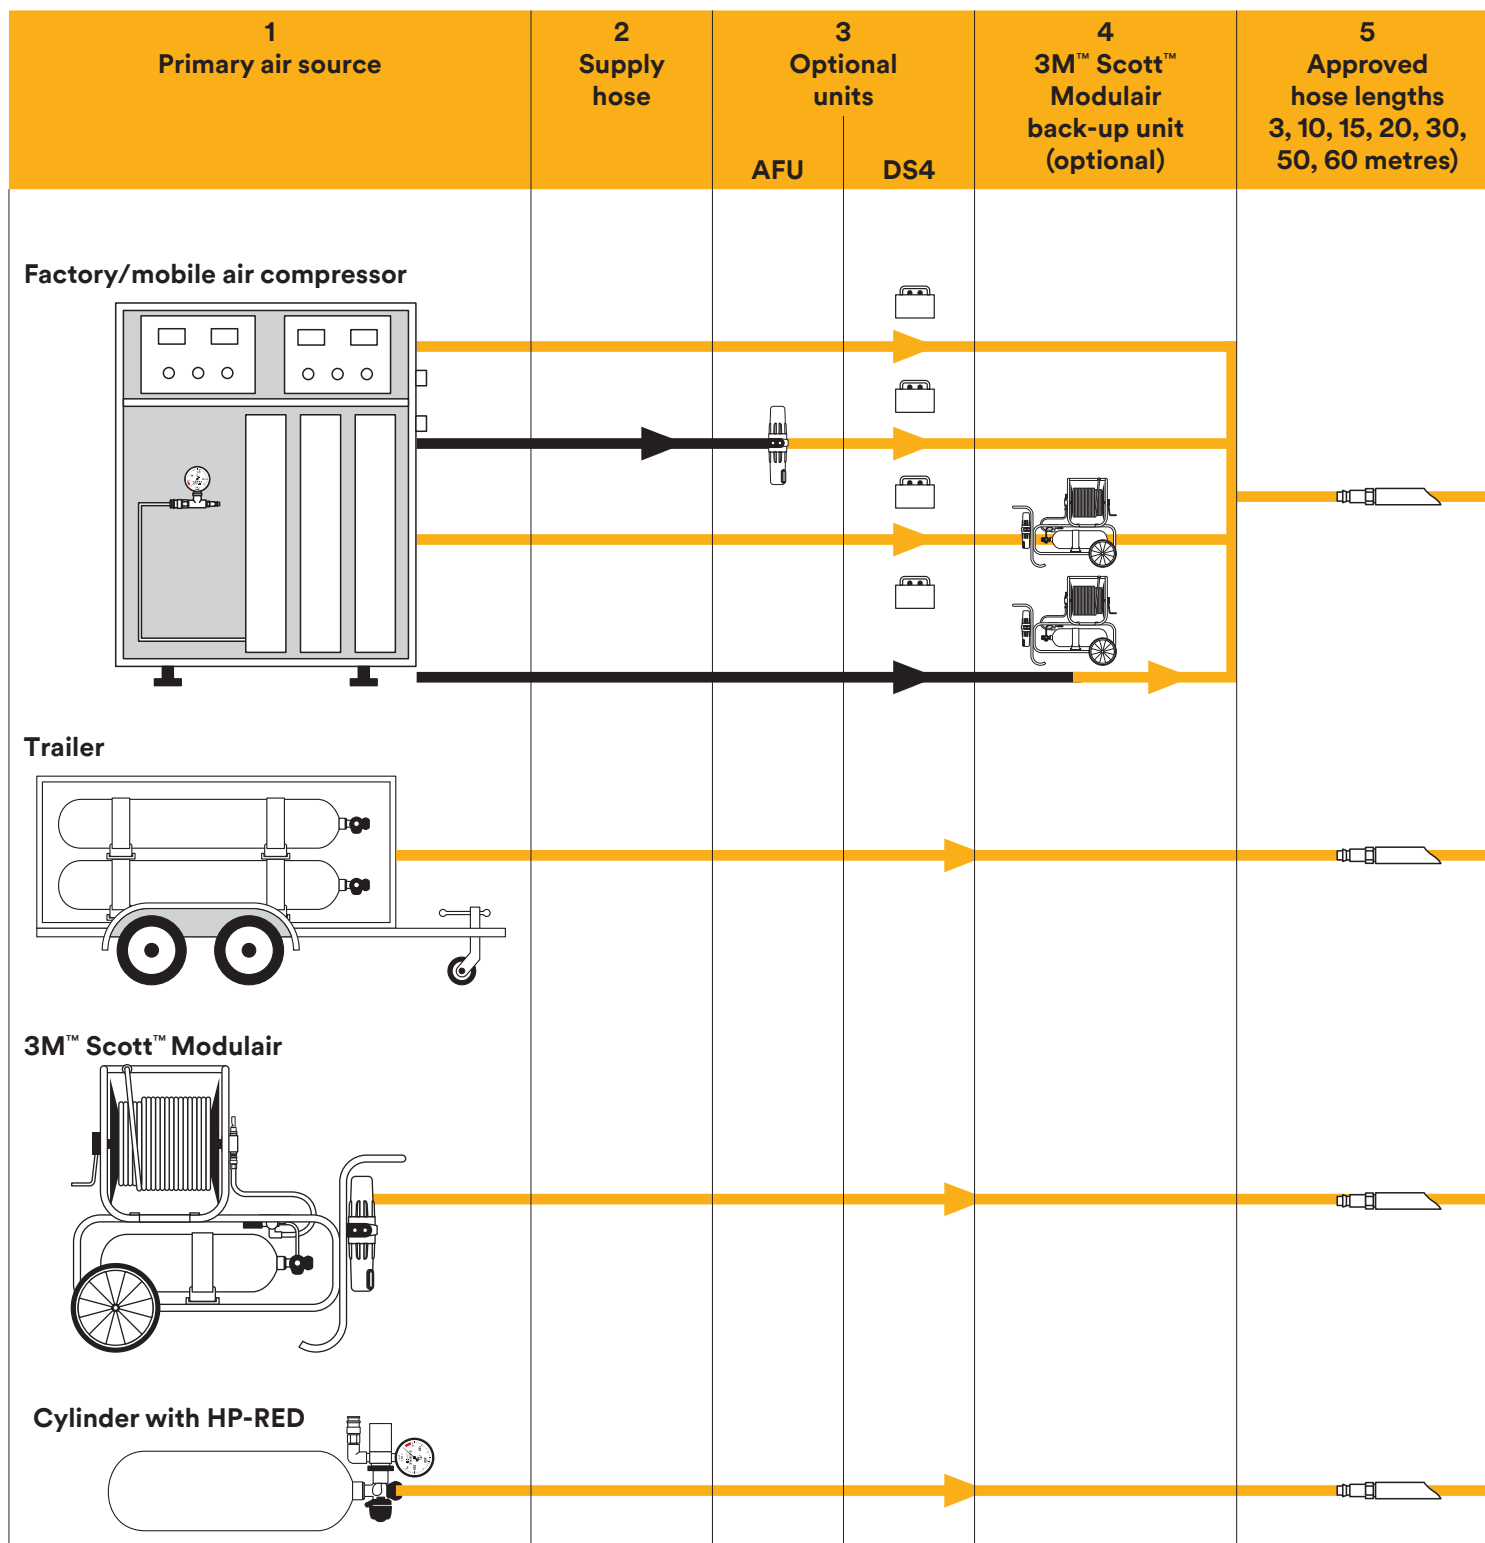 1
Primary air source
2
Supply
hose
3
Optional
units
AFU
DS4
4
3M™ Scott™
Modulair
back-up unit
(optional)
5
Approved
hose lengths
3, 10, 15, 20, 30,
50, 60 metres)
Factory/mobile air compressor
Trailer
3M™ Scott™ Modulair
Cylinder with HP-RED